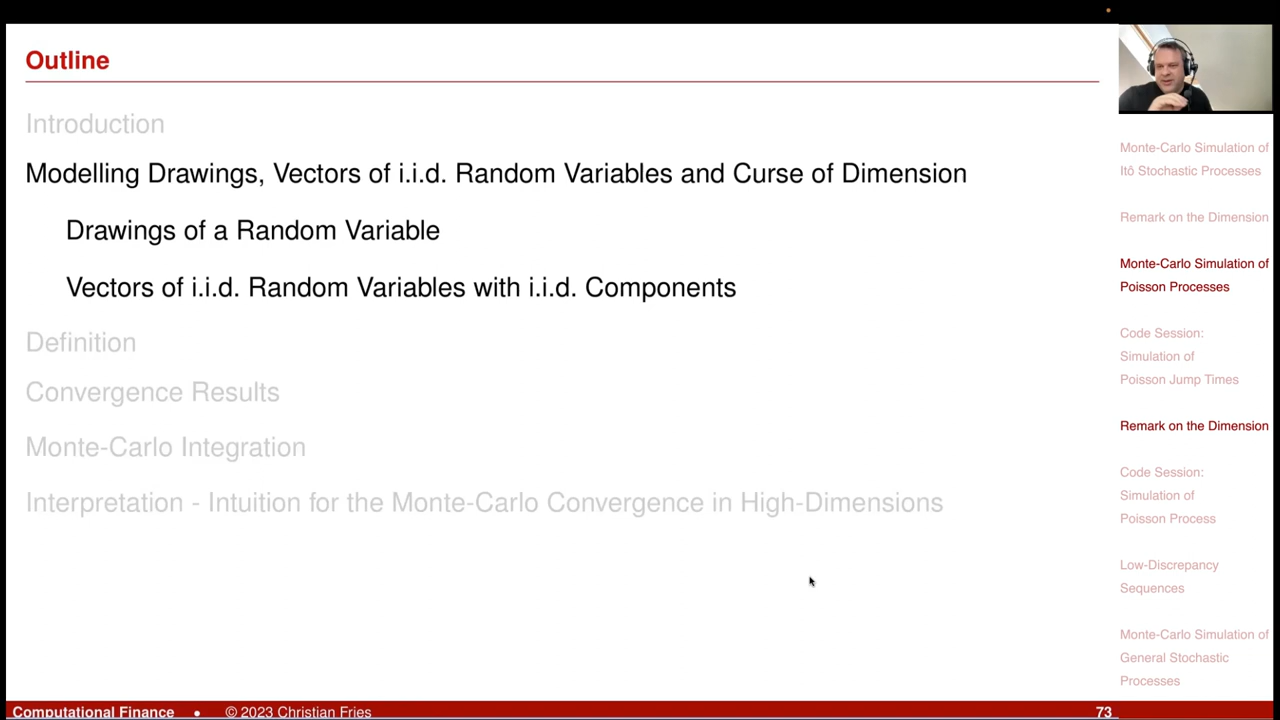 Outline
Introduction
Modelling Drawings, Vectors of i.i.d. Random Variables and Curse of Dimension
Drawings of a Random Variable
Vectors of i.i.d. Random Variables with i.i.d. Components
Definition
Convergence Results
Monte-Carlo Integration
Interpretation - Intuition for the Monte-Carlo Convergence in High-Dimensions
Monte-Carlo Simulation of
Itô Stochastic Processes
Remark on the Dimension
Monte-Carlo Simulation of
Poisson Processes
Code Session:
Simulation of
Poisson Jump Times
Remark on the Dimension
Code Session:
Simulation of
Poisson Process
Low-Discrepancy
Sequences
Monte-Carlo Simulation of
General Stochastic
Processes
Computational Finance • © 2023 Christian Fries 73